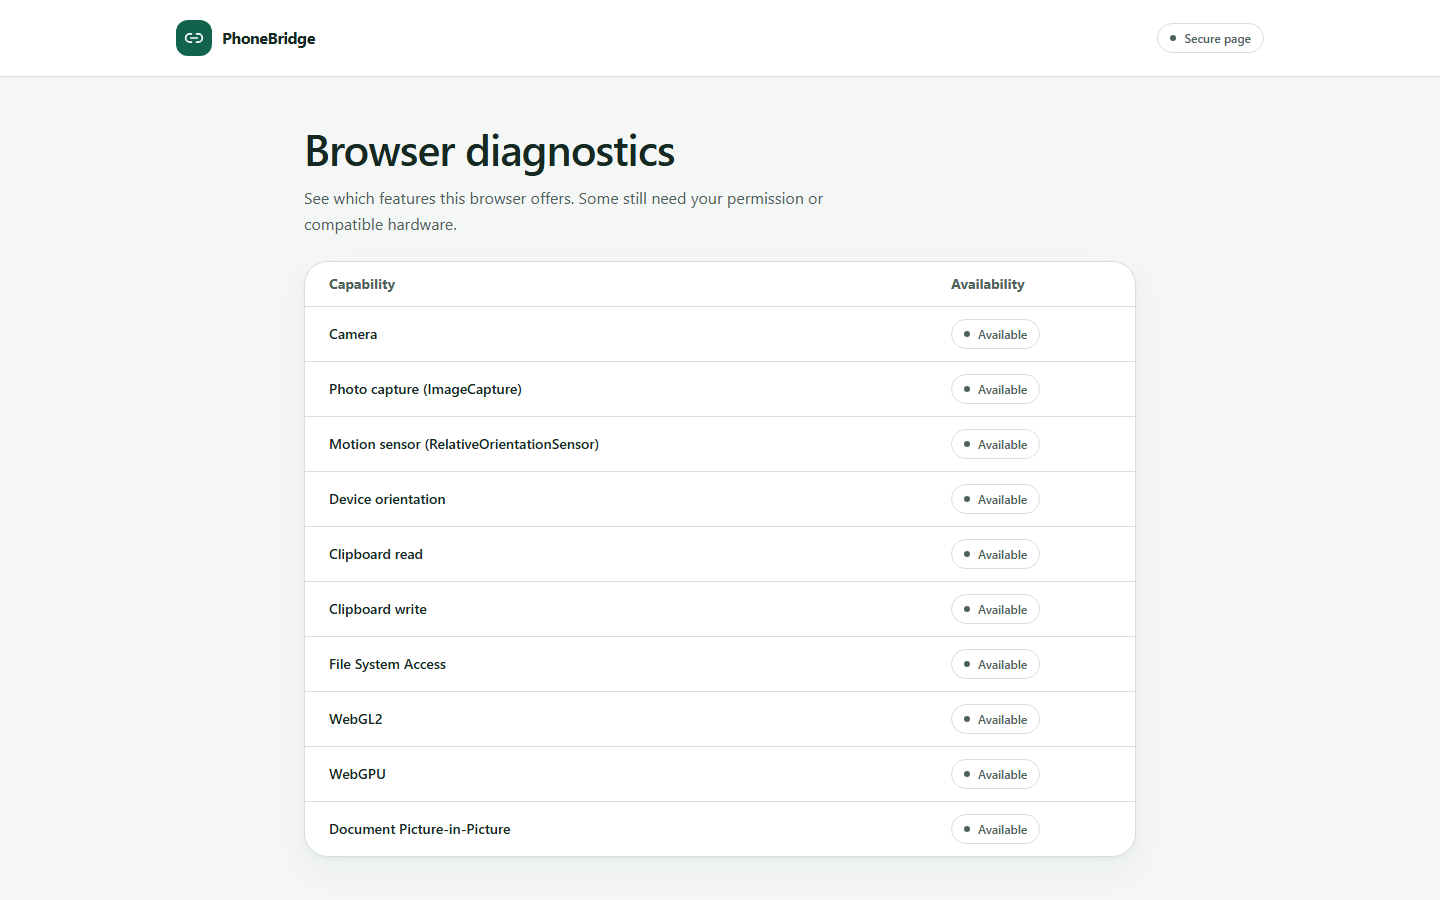 PhoneBridge
Secure page
Browser diagnostics
See which features this browser offers. Some still need your permission or
compatible hardware.
Capability Availability
Camera Available
Photo capture (ImageCapture) Available
Motion sensor (RelativeOrientationSensor) Available
Device orientation Available
Clipboard read Available
Clipboard write Available
File System Access Available
WebGL2 Available
WebGPU Available
Document Picture-in-Picture Available